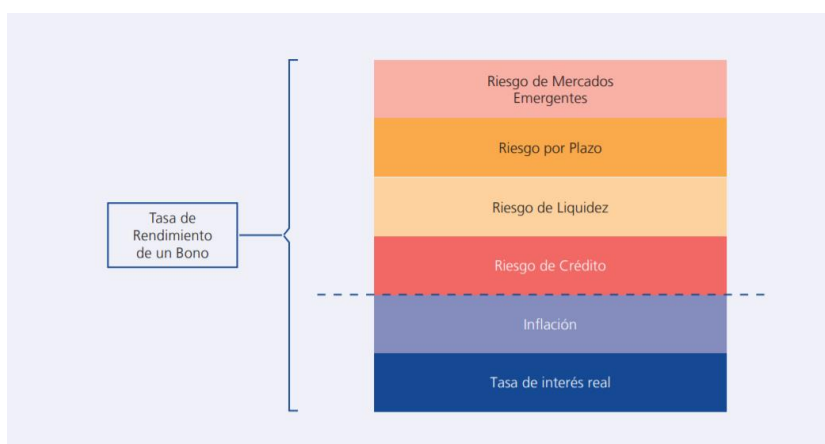 Riesgo de Mercados
Emergentes
Riesgo por Plazo
Riesgo de Liquidez
Tasa de
Rendimiento
de un Bono
Riesgo de Crédito
Inflación
Tasa de interés real